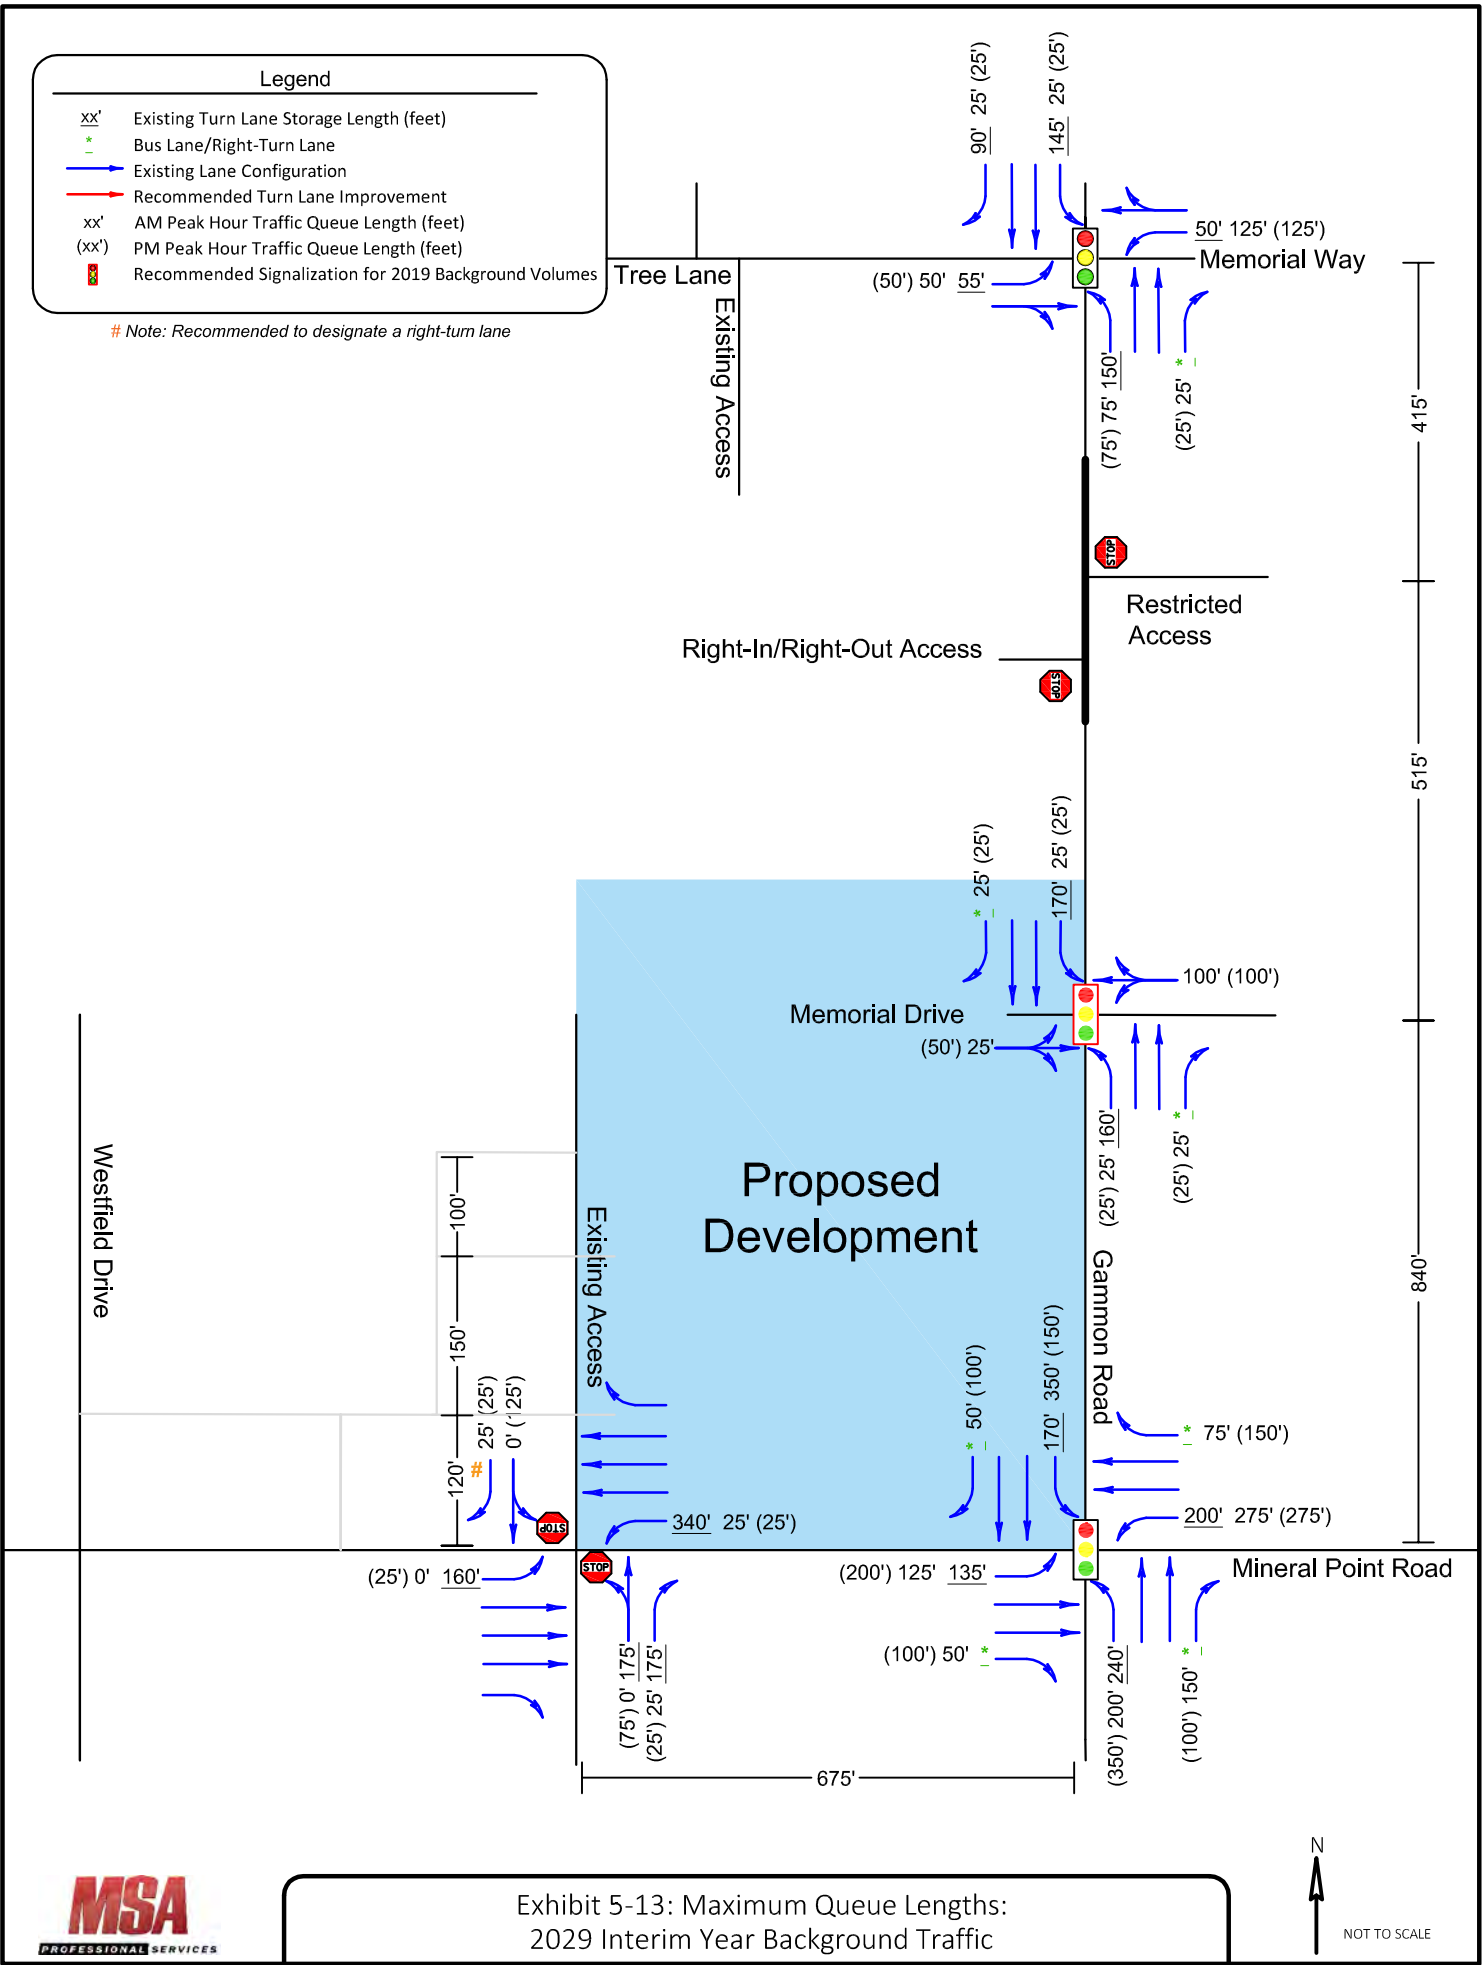 Legend
xx' Existing Turn Lane Storage Length (feet)
* Bus Lane/Right-Turn Lane
Existing Lane Configuration
Recommended Turn Lane Improvement
xx' AM Peak Hour Traffic Queue Length (feet)
(xx') PM Peak Hour Traffic Queue Length (feet)
Recommended Signalization for 2019 Background Volumes
# Note: Recommended to designate a right-turn lane
90' 25' (25')
145' 25' (25')
50' 125' (125')
Memorial Way
Tree Lane
(50') 50' 55'
Existing Access
(75') 75' 150'
(25') 25' *
415'
STOP
Restricted
Access
Right-In/Right-Out Access
STOP
515'
* 25' (25')
170' 25' (25')
100' (100')
Memorial Drive
(50') 25'
(25') 25' 160'
(25') 25' *
Proposed
Development
Westfield Drive
100'
150'
120'
Existing Access
Gammon Road
840'
25' (25')
#
0' (125')
* 50' (100')
170' 350' (150')
* 75' (150')
STOP
340' 25' (25')
200' 275' (275')
STOP
(25') 0' 160'
(200') 125' 135'
Mineral Point Road
(100') 50' *
(75') 0' 175'
(25') 25' 175'
(350') 200' 240'
(100') 150' *
675'
MSA
PROFESSIONAL SERVICES
Exhibit 5-13: Maximum Queue Lengths:
2029 Interim Year Background Traffic
N
NOT TO SCALE